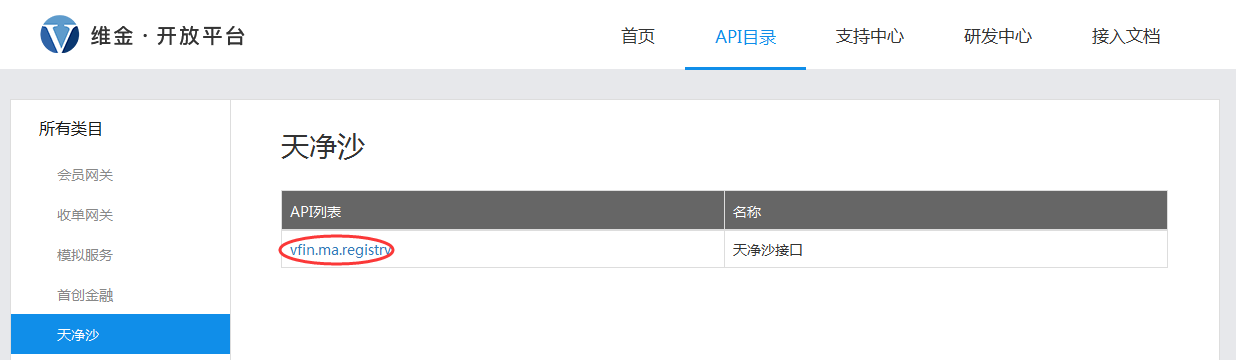 维金 · 开放平台
首页 API目录 支持中心 研发中心 接入文档
所有类目
会员网关
收单网关
模拟服务
首创金融
天净沙
天净沙
API列表 名称
vfin.ma.registry 天净沙接口